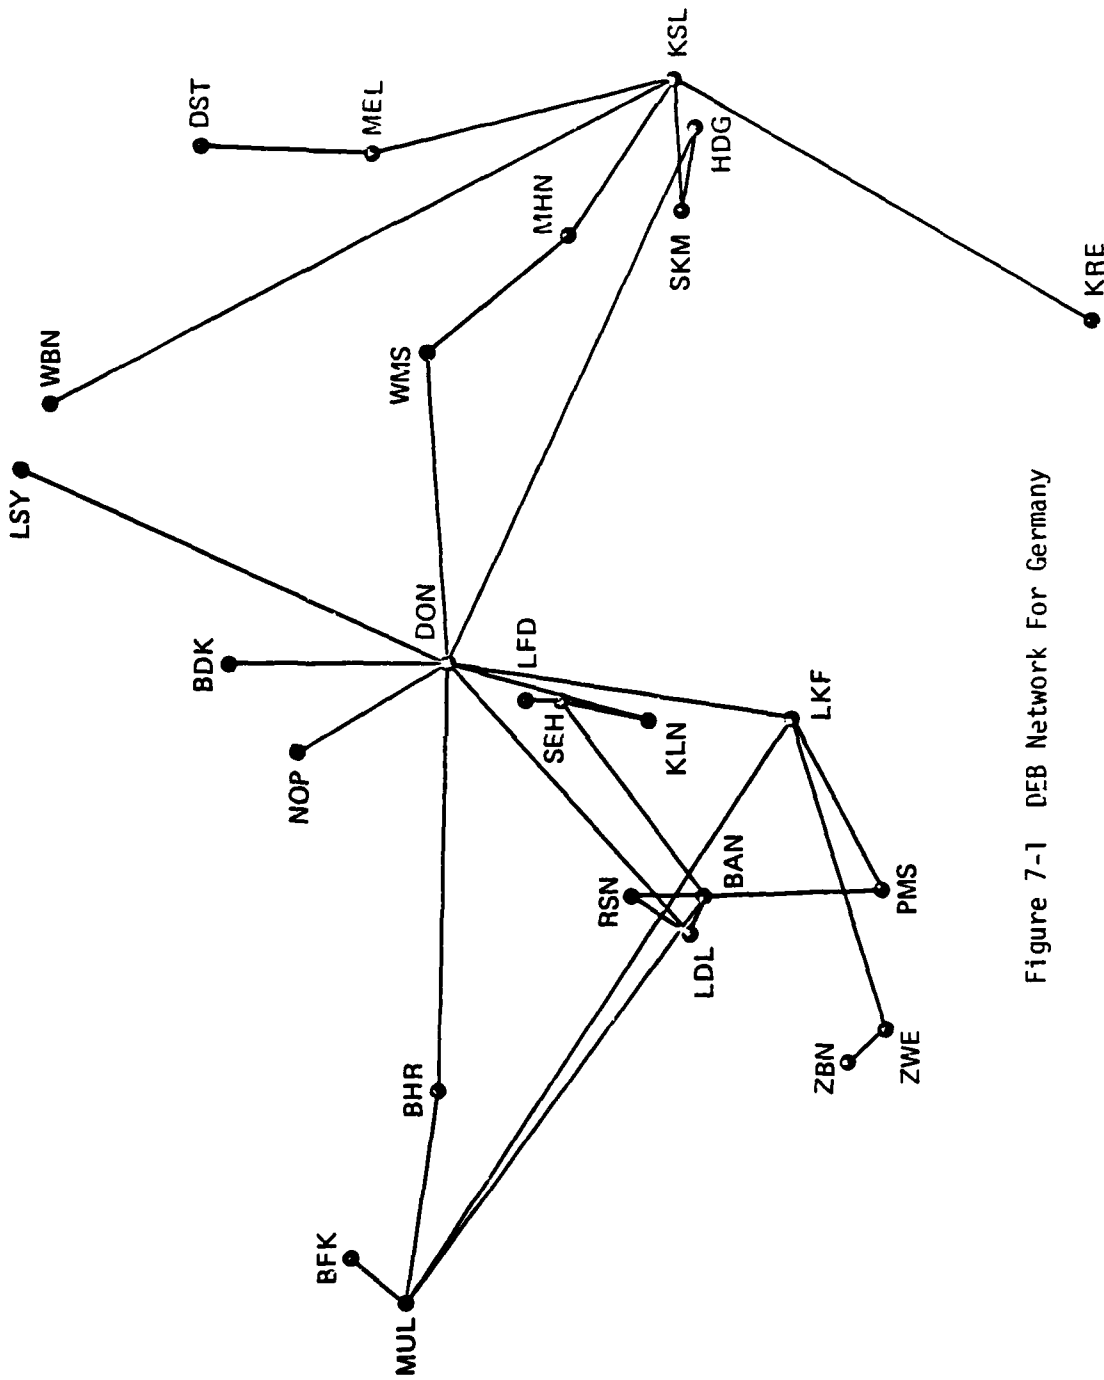 KSL
DST
MEL
HDG
MHN
SKM
KRE
WBN
WMS
LSY
DON
BDK
LFD
SEH
KLN
LKF
NOP
BAN
RSN
PMS
LDL
ZBN
ZWE
BHR
BFK
MUL
Figure 7-1 DEB Network For Germany